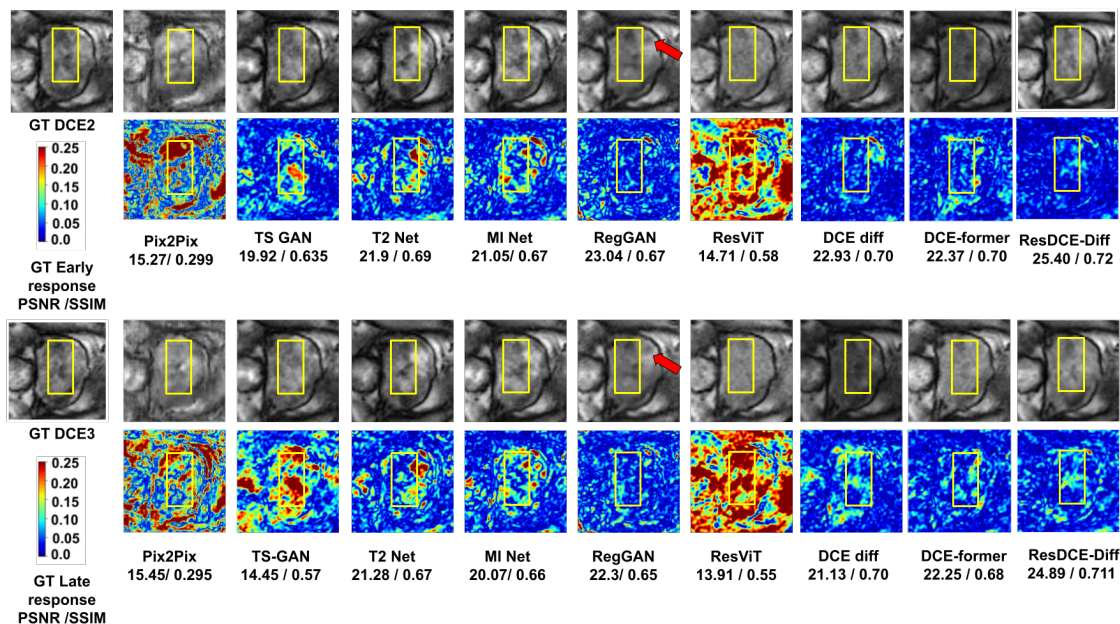 GT DCE2
0.25
0.20
0.15
0.10
0.05
0.0
GT Early
response
PSNR /SSIM
Pix2Pix
15.27/ 0.299
TS GAN
19.92 / 0.635
T2 Net
21.9 / 0.69
MI Net
21.05/ 0.67
RegGAN
23.04 / 0.67
ResViT
14.71 / 0.58
DCE diff
22.93 / 0.70
DCE-former
22.37 / 0.70
ResDCE-Diff
25.40 / 0.72
GT DCE3
0.25
0.20
0.15
0.10
0.05
0.0
GT Late
response
PSNR /SSIM
Pix2Pix
15.45/ 0.295
TS-GAN
14.45 / 0.57
T2 Net
21.28 / 0.67
MI Net
20.07/ 0.66
RegGAN
22.3/ 0.65
ResViT
13.91 / 0.55
DCE diff
21.13 / 0.70
DCE-former
22.25 / 0.68
ResDCE-Diff
24.89 / 0.711